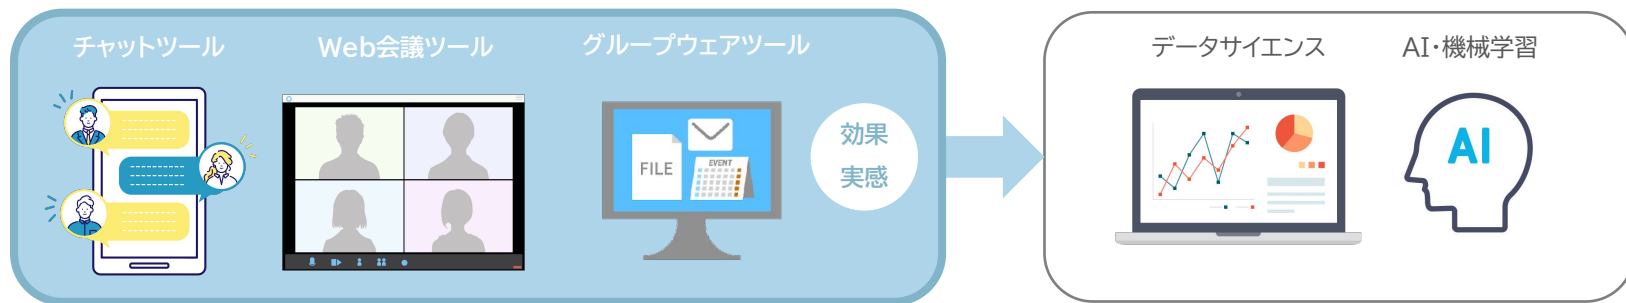 チャットツール
Web会議ツール
グループウェアツール
FILE
EVENT
効果
実感
データサイエンス
AI・機械学習
AI